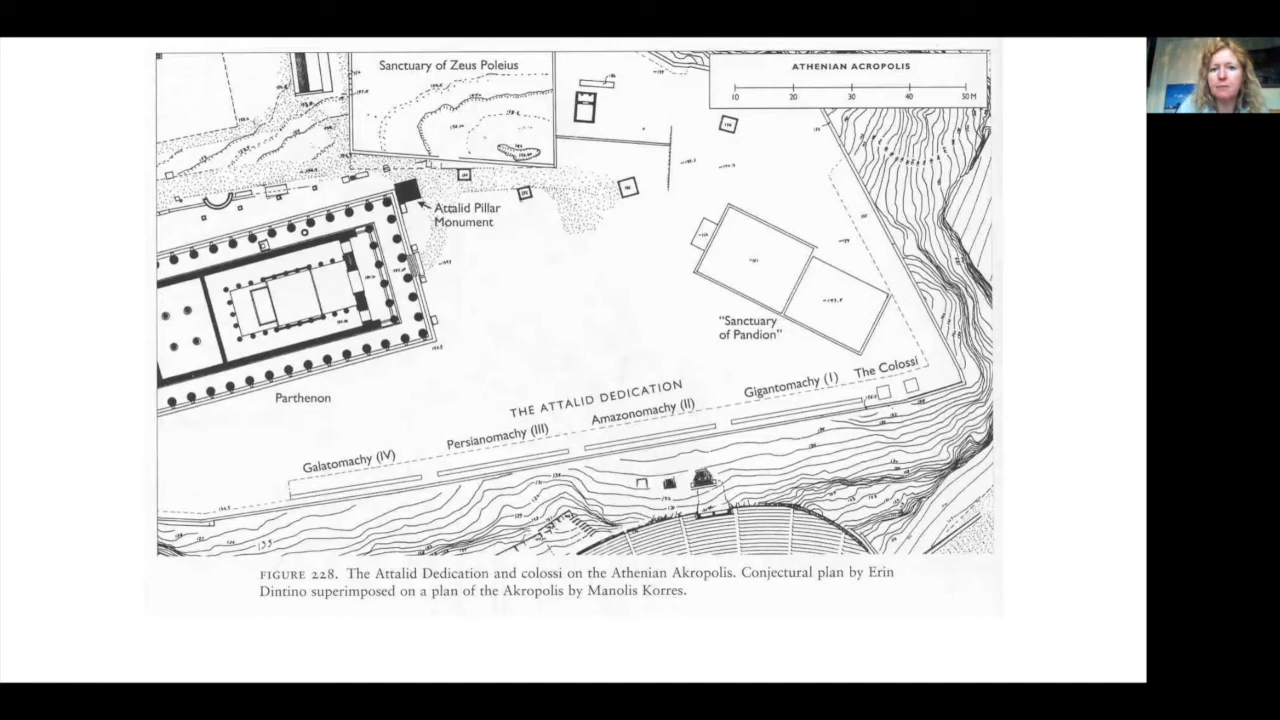 Sanctuary of Zeus Poleius
ATHENIAN ACROPOLIS
10 20 30 40 50 M
Attalid Pillar
Monument
"Sanctuary
of Pandion"
Parthenon
THE ATTALID DEDICATION
Galatomachy (IV)
Persianomachy (III)
Amazonomachy (II)
Gigantomachy (I)
The Colossi
FIGURE 228. The Attalid Dedication and colossi on the Athenian Akropolis. Conjectural plan by Erin
Dintino superimposed on a plan of the Akropolis by Manolis Korres.